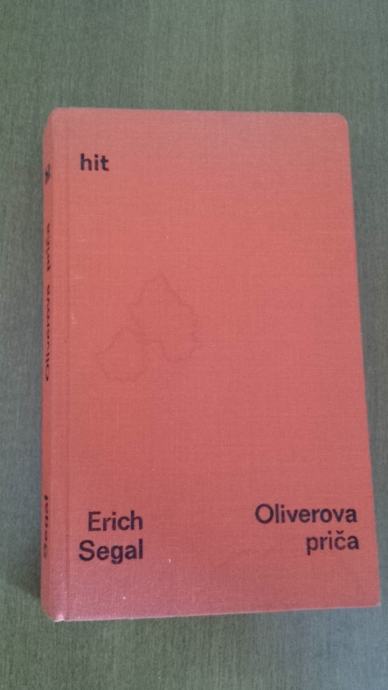 hit
Erich
Segal
Oliverova
priča
Segal Oliverova priča